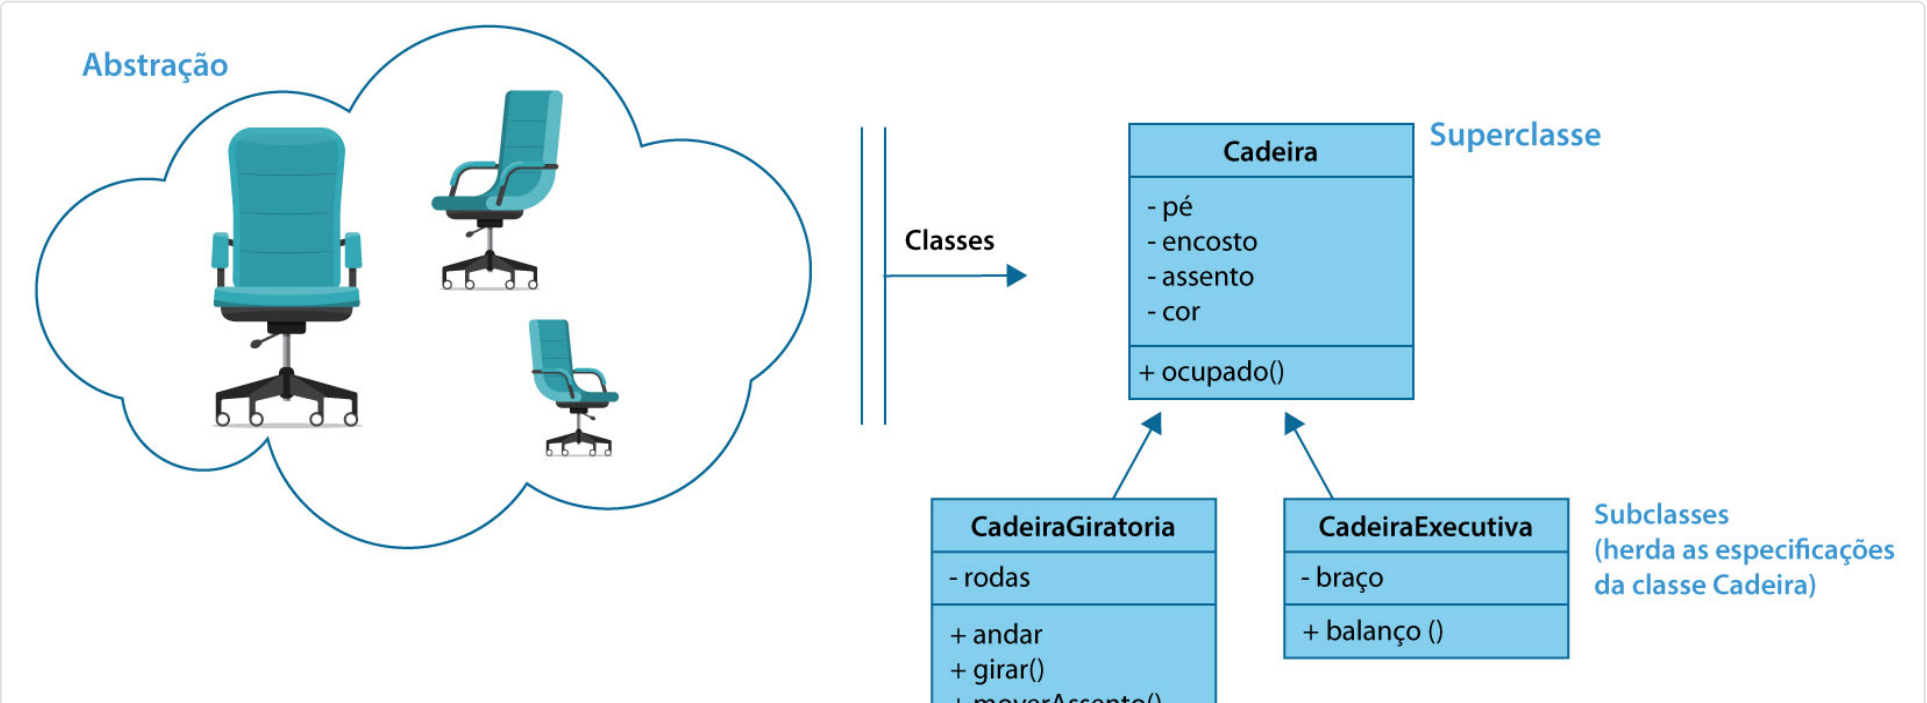 Abstração
Classes
Cadeira
Superclasse
- pé
- encosto
- assento
- cor
+ ocupado()
CadeiraGiratoria
- rodas
+ andar
+ girar()
+ moverAssento()
CadeiraExecutiva
- braço
+ balanço ()
Subclasses
(herda as especificações
da classe Cadeira)